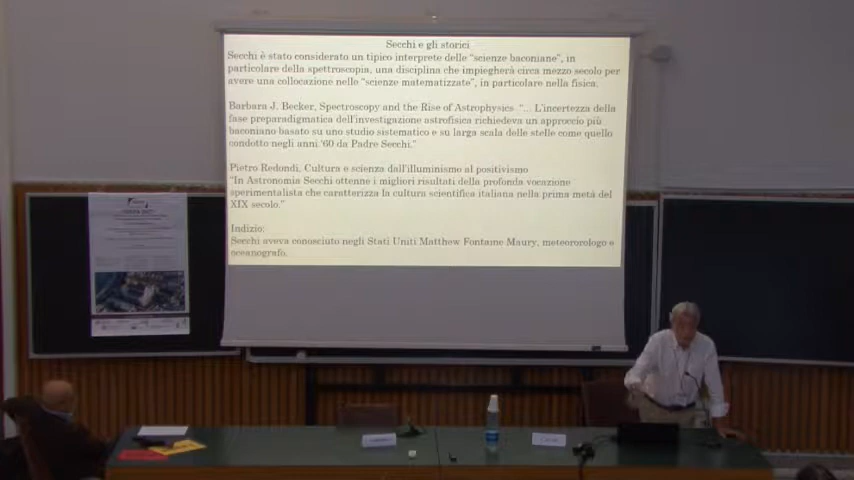 Secchi e gli storici
Secchi è stato considerato un tipico interprete delle "scienze baconiane", in
particolare della spettroscopia, una disciplina che impiegherà circa mezzo secolo per
avere una collocazione nelle "scienze matematizzate", in particolare nella fisica.
Barbara J. Becker, Spectroscopy and the Rise of Astrophysics "... L'incertezza della
fase preparadigmatica dell'investigazione astrofisica richiedeva un approccio più
baconiano basato su uno studio sistematico e su larga scala delle stelle come quello
condotto negli anni '60 da Padre Secchi."
Pietro Redondi, Cultura e scienza dall'illuminismo al positivismo
"In Astronomia Secchi ottenne i migliori risultati della profonda vocazione
sperimentalista che caratterizza la cultura scientifica italiana nella prima metà del
XIX secolo."
Indizio:
Secchi aveva conosciuto negli Stati Uniti Matthew Fontaine Maury, meteororologo e
oceanografo.